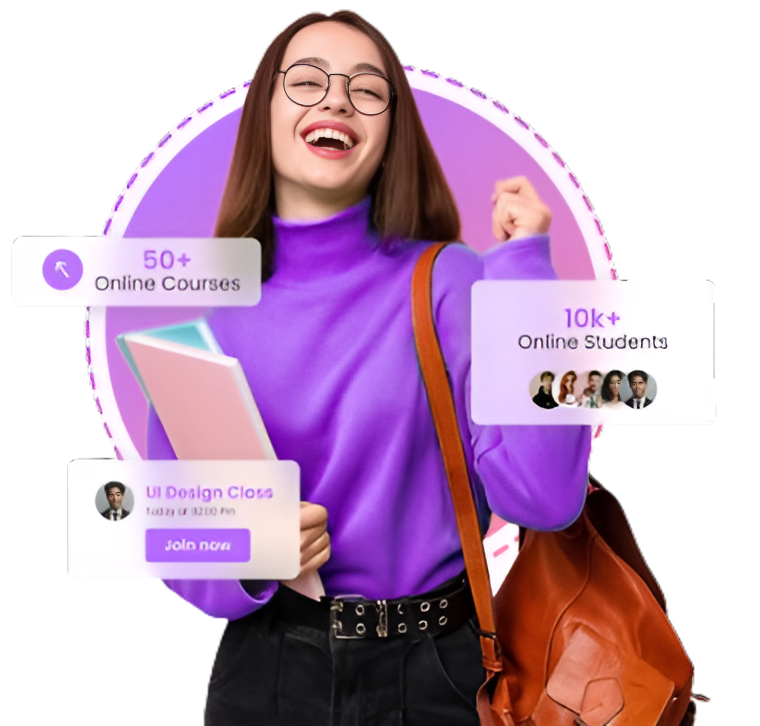 50+
Online Courses
10k+
Online Students
UI Design Class
Join now